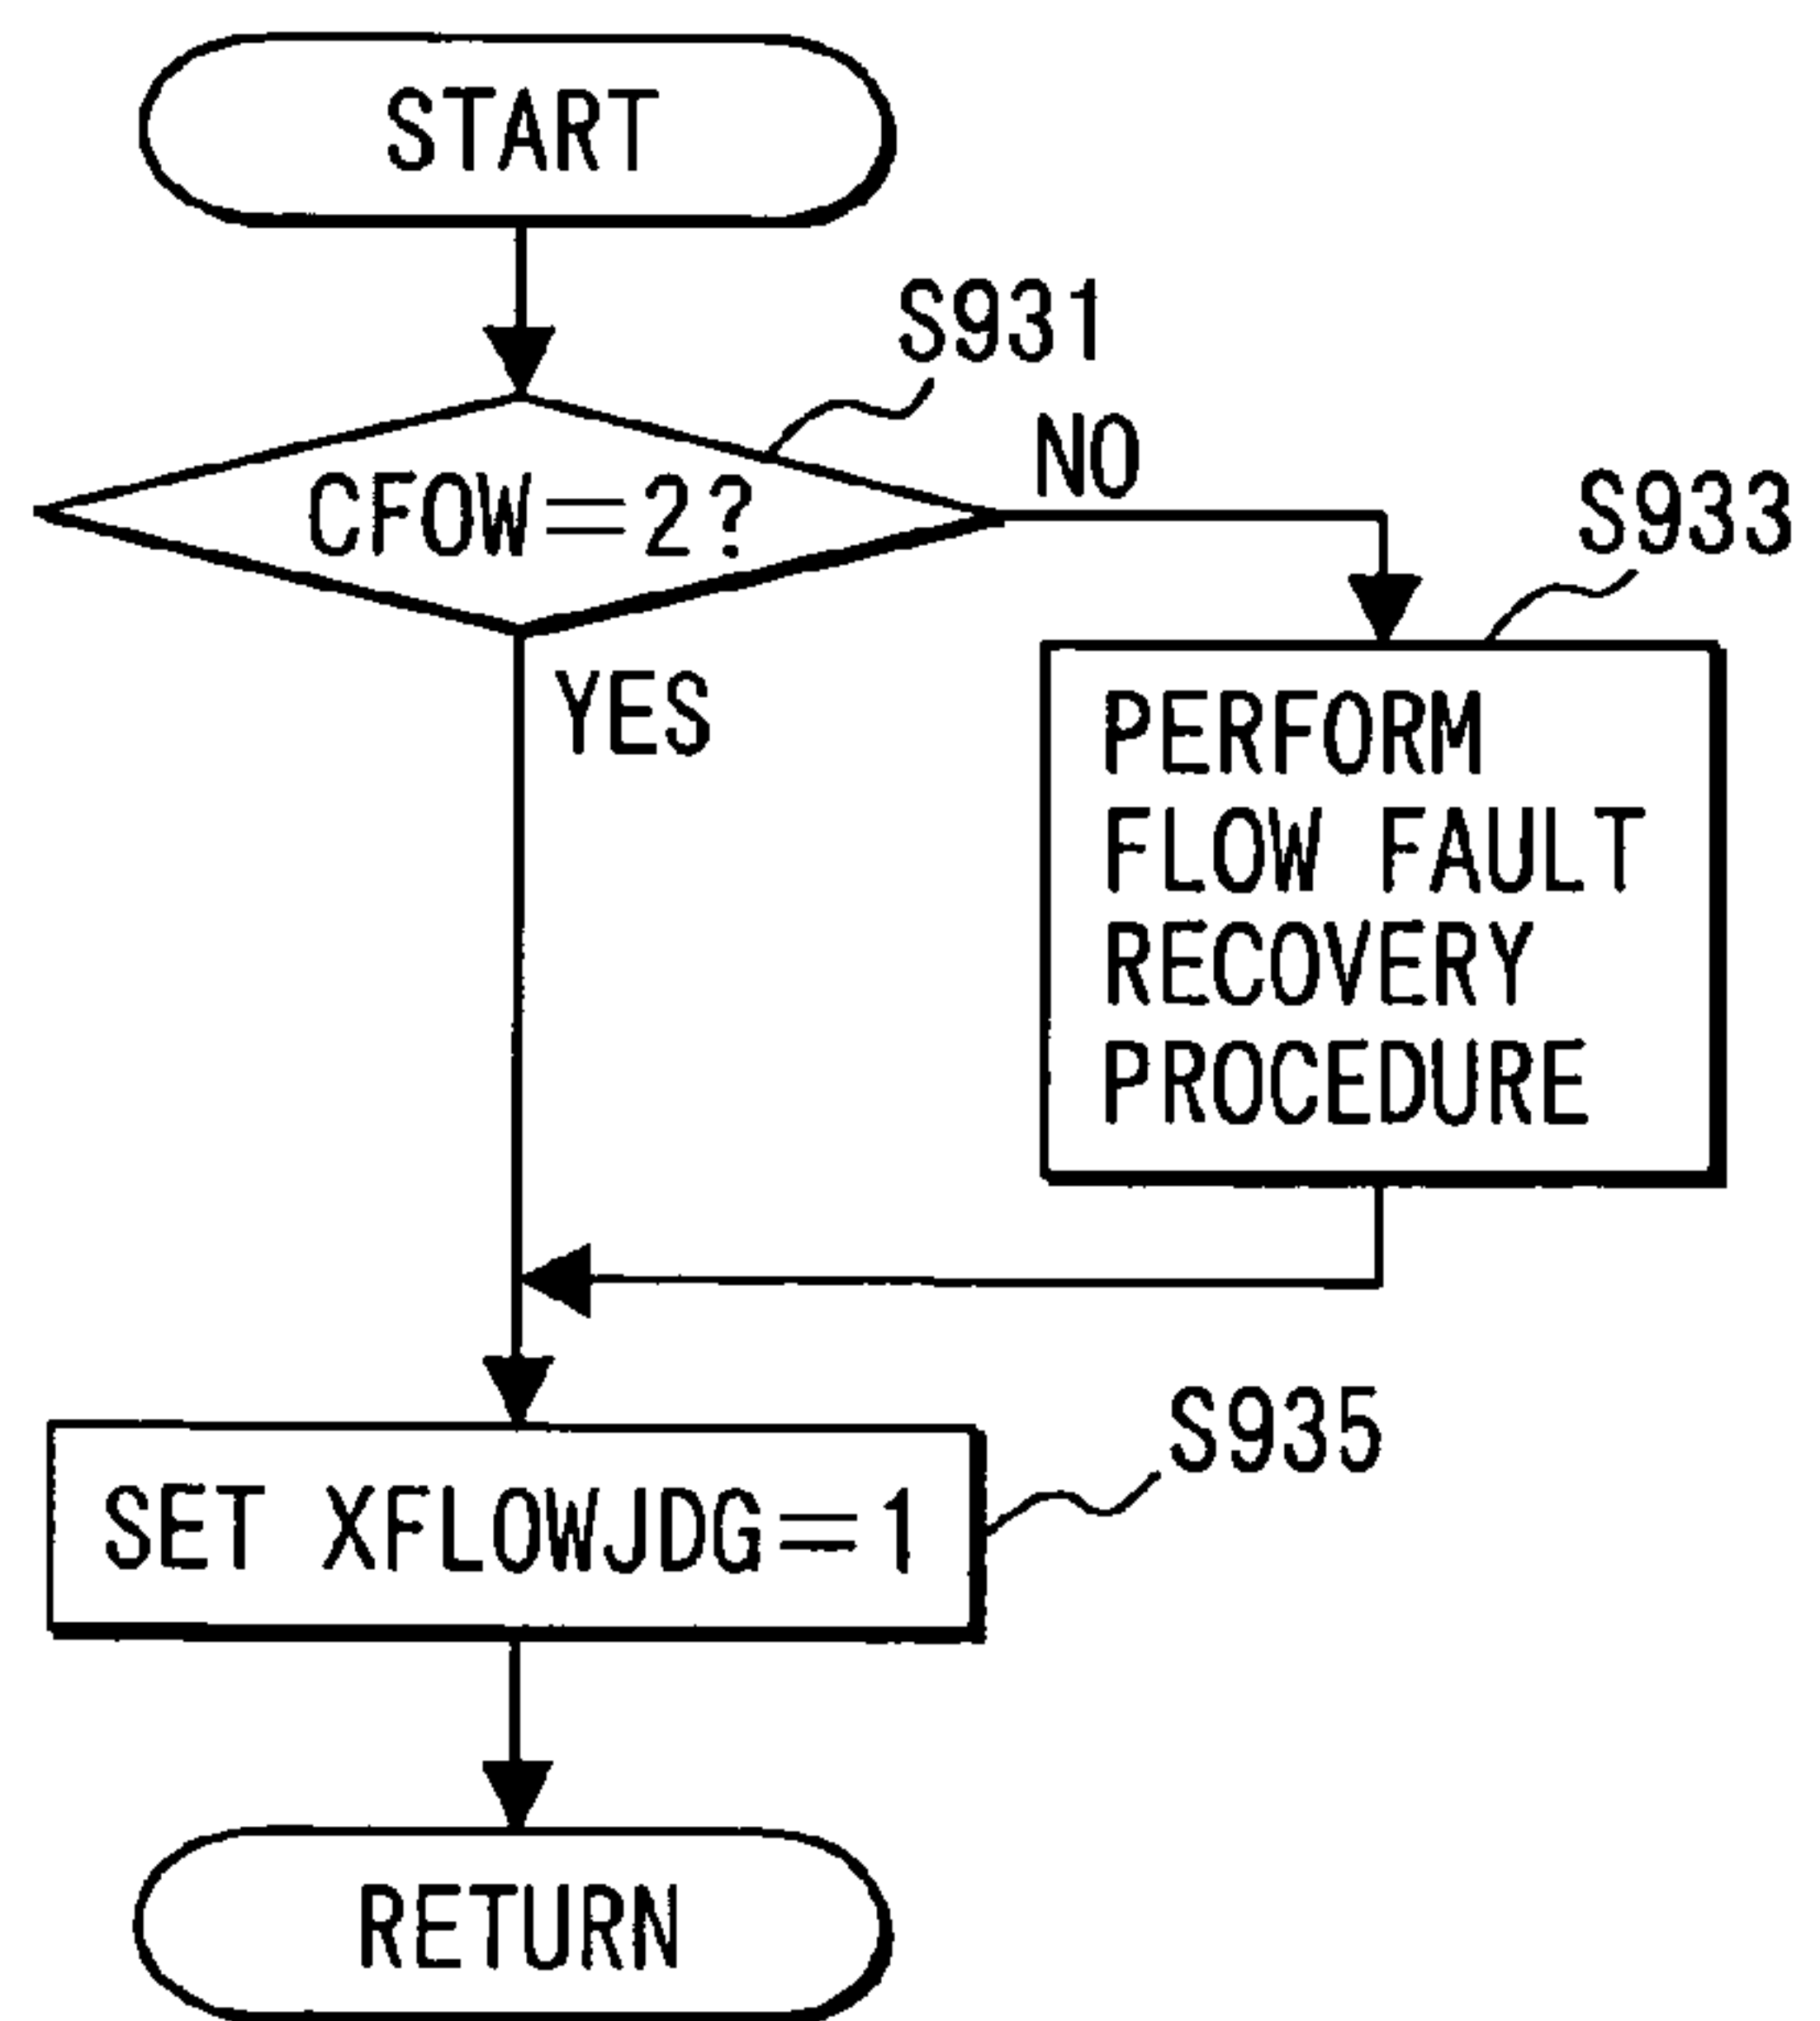 START
S931
CFOW=2?
NO
S933
YES
PERFORM
FLOW FAULT
RECOVERY
PROCEDURE
S935
SET XFLOWJDG=1
RETURN